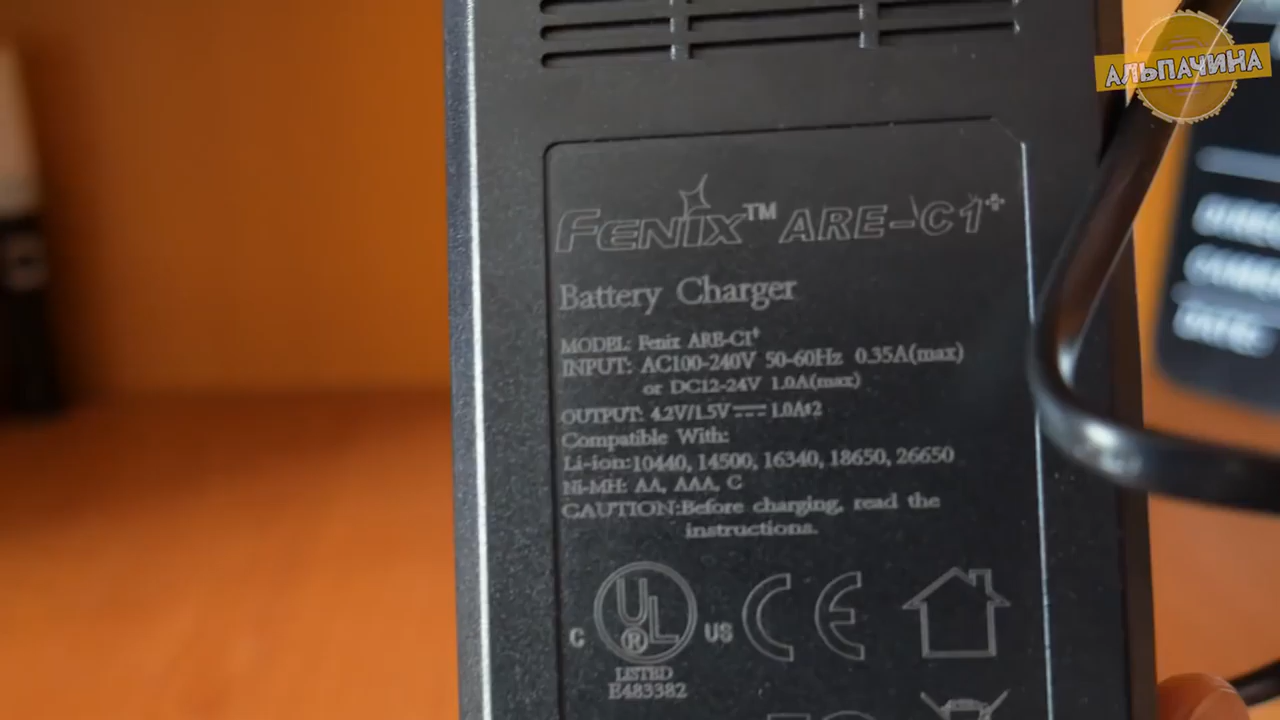 АЛЬПАЧИНА
FENIX™ ARE-C1+
Battery Charger
MODEL: Fenix ARE-C1+
INPUT: AC100-240V 50-60Hz 0.35A(max)
or DC12-24V 1.0A(max)
OUTPUT: 4.2V/1.5V⎓1.0A*2
Compatible With:
Li-ion:10440, 14500, 16340, 18650, 26650
Ni-MH: AA, AAA, C
CAUTION:Before charging, read the
instructions.
C UL® US CE
LISTED
E483382